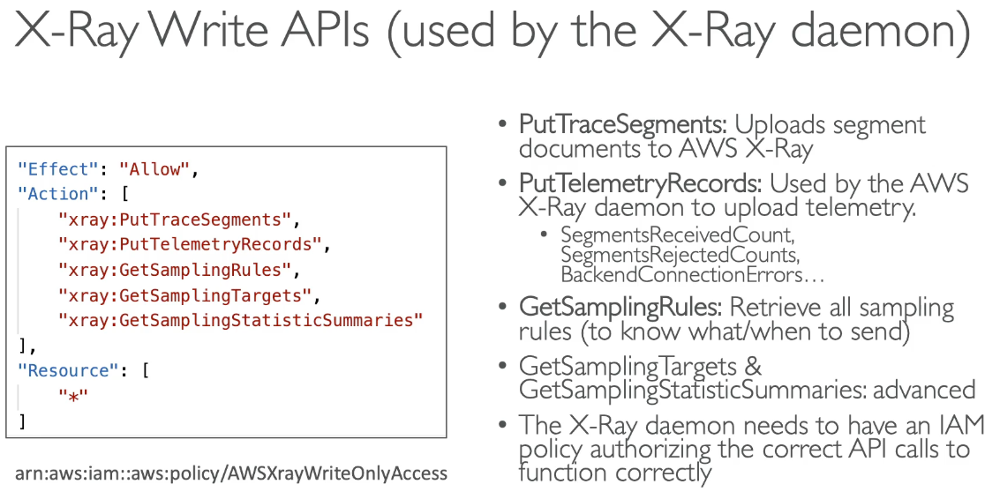 X-Ray Write APIs (used by the X-Ray daemon)
"Effect": "Allow",
"Action": [
"xray:PutTraceSegments",
"xray:PutTelemetryRecords",
"xray:GetSamplingRules",
"xray:GetSamplingTargets",
"xray:GetSamplingStatisticSummaries"
],
"Resource": [
"*"
]
arn:aws:iam::aws:policy/AWSXrayWriteOnlyAccess
• PutTraceSegments: Uploads segment
documents to AWS X-Ray
• PutTelemetryRecords: Used by the AWS
X-Ray daemon to upload telemetry.
• SegmentsReceivedCount,
SegmentsRejectedCounts,
BackendConnectionErrors…
• GetSamplingRules: Retrieve all sampling
rules (to know what/when to send)
• GetSamplingTargets &
GetSamplingStatisticSummaries: advanced
• The X-Ray daemon needs to have an IAM
policy authorizing the correct API calls to
function correctly